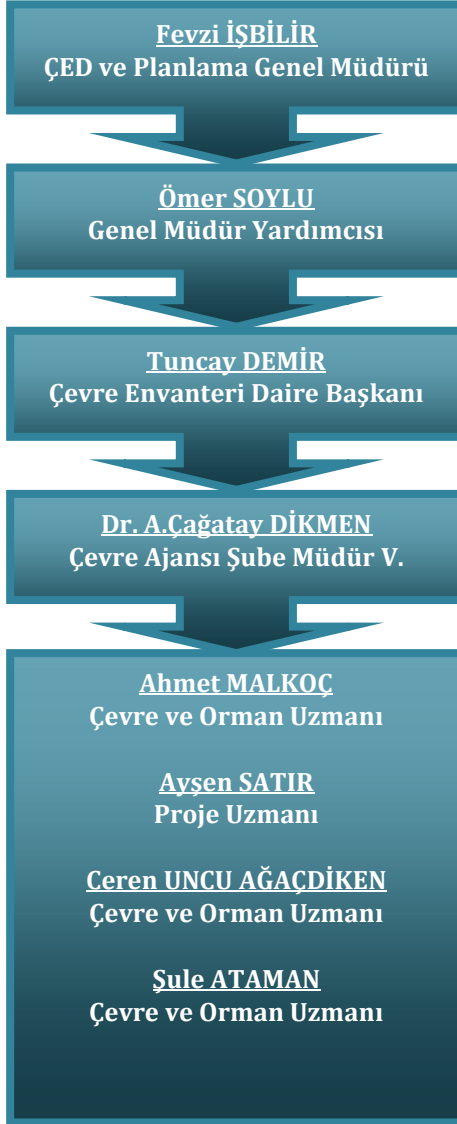 Fevzi İŞBİLİR
ÇED ve Planlama Genel Müdürü
Ömer SOYLU
Genel Müdür Yardımcısı
Tuncay DEMİR
Çevre Envanteri Daire Başkanı
Dr. A.Çağatay DİKMEN
Çevre Ajansı Şube Müdür V.
Ahmet MALKOÇ
Çevre ve Orman Uzmanı
Ayşen SATIR
Proje Uzmanı
Ceren UNCU AĞAÇDİKEN
Çevre ve Orman Uzmanı
Şule ATAMAN
Çevre ve Orman Uzmanı